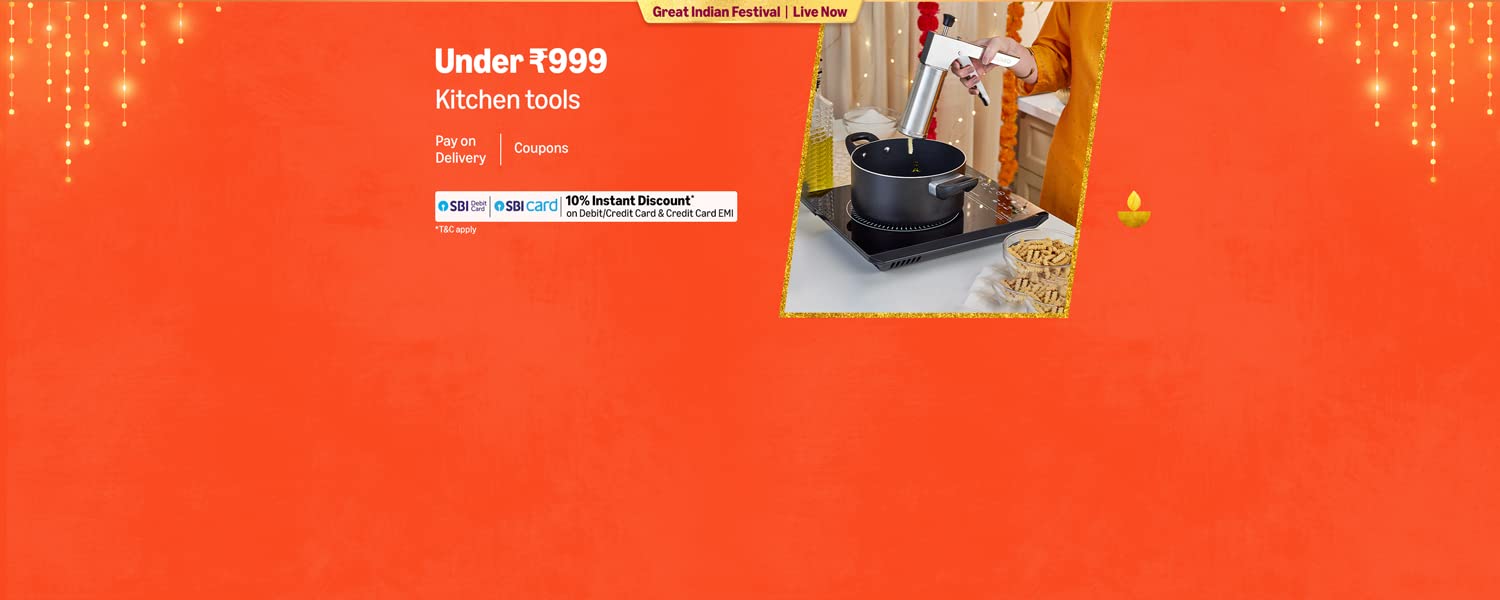 Great Indian Festival | Live Now
Under ₹999
Kitchen tools
Pay on
Delivery
Coupons
SBI Debit Card | SBI card | 10% Instant Discount*
on Debit/Credit Card & Credit Card EMI
*T&C apply